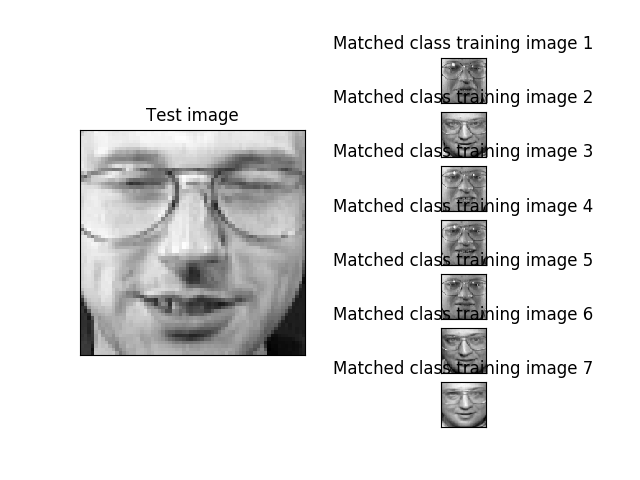 Test image
Matched class training image 1
Matched class training image 2
Matched class training image 3
Matched class training image 4
Matched class training image 5
Matched class training image 6
Matched class training image 7